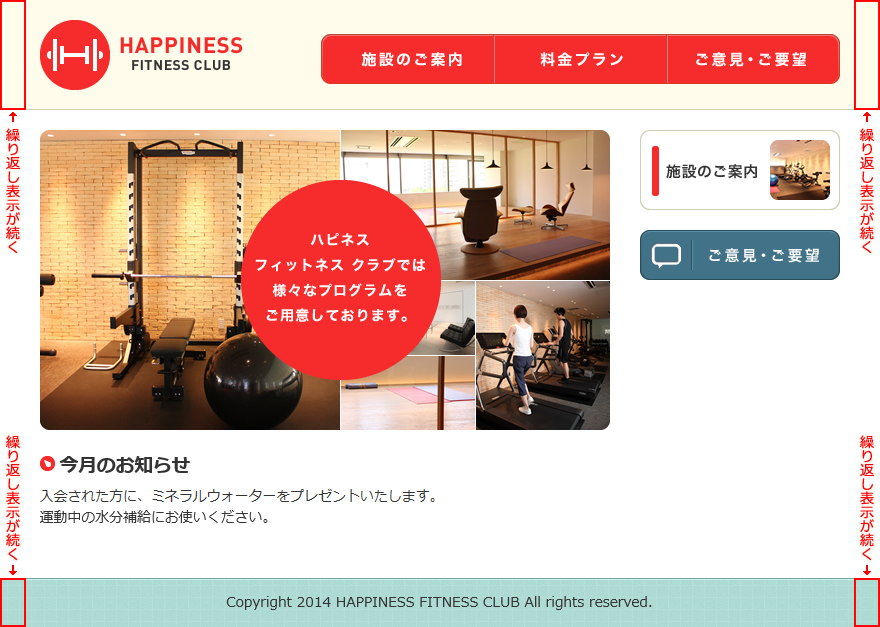 HAPPINESS
FITNESS CLUB
施設のご案内
料金プラン
ご意見・ご要望
繰り返し表示が続く
繰り返し表示が続く
ハピネス
フィットネス クラブでは
様々なプログラムを
ご用意しております。
施設のご案内
ご意見・ご要望
繰り返し表示が続く
繰り返し表示が続く
今月のお知らせ
入会された方に、ミネラルウォーターをプレゼントいたします。
運動中の水分補給にお使いください。
Copyright 2014 HAPPINESS FITNESS CLUB All rights reserved.